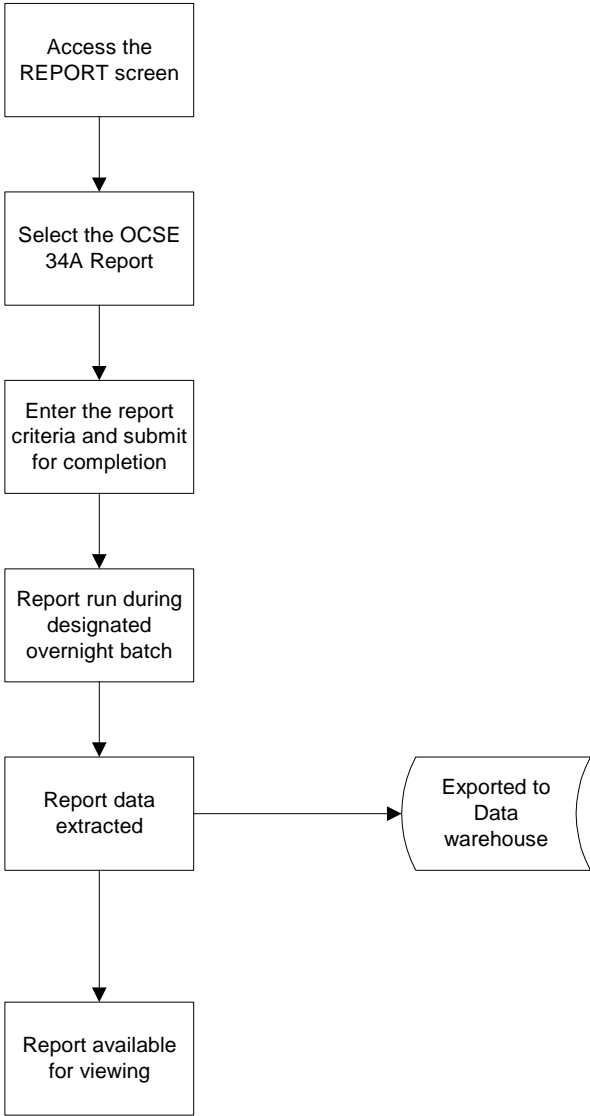 Access the
REPORT screen
Select the OCSE
34A Report
Enter the report
criteria and submit
for completion
Report run during
designated
overnight batch
Report data
extracted
Exported to
Data
warehouse
Report available
for viewing